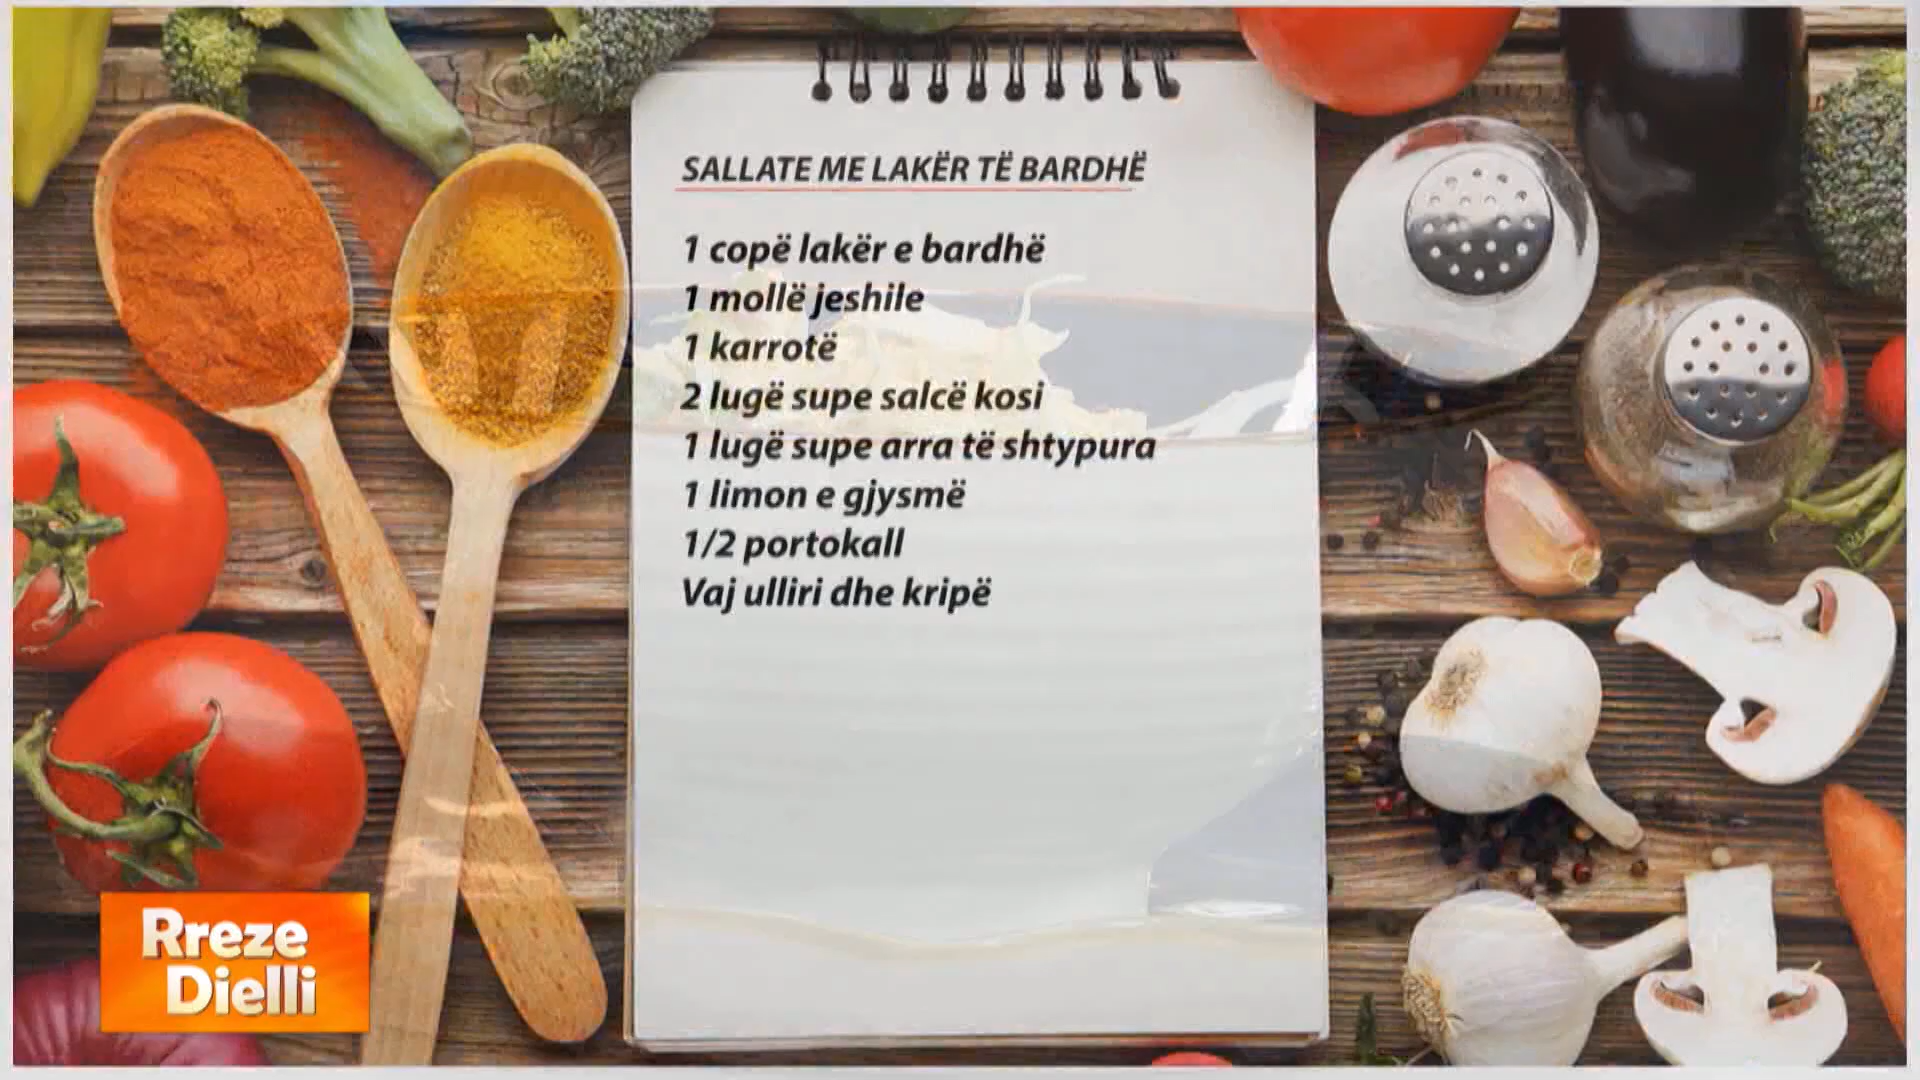 SALLATE ME LAKËR TË BARDHË
1 copë lakër e bardhë
1 mollë jeshile
1 karrotë
2 lugë supe salcë kosi
1 lugë supe arra të shtypura
1 limon e gjysmë
1/2 portokall
Vaj ulliri dhe kripë
Rreze
Dielli